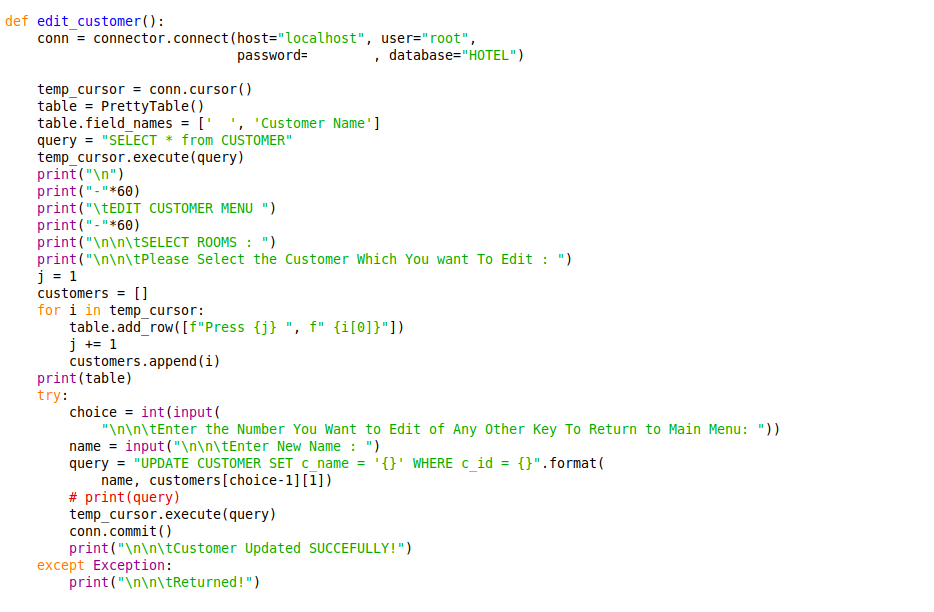 def edit_customer():
    conn = connector.connect(host="localhost", user="root",
                             password=        , database="HOTEL")

    temp_cursor = conn.cursor()
    table = PrettyTable()
    table.field_names = ['  ', 'Customer Name']
    query = "SELECT * from CUSTOMER"
    temp_cursor.execute(query)
    print("\n")
    print("-"*60)
    print("\tEDIT CUSTOMER MENU ")
    print("-"*60)
    print("\n\n\tSELECT ROOMS : ")
    print("\n\n\tPlease Select the Customer Which You want To Edit : ")
    j = 1
    customers = []
    for i in temp_cursor:
        table.add_row([f"Press {j} ", f" {i[0]}"])
        j += 1
        customers.append(i)
    print(table)
    try:
        choice = int(input(
            "\n\n\tEnter the Number You Want to Edit of Any Other Key To Return to Main Menu: "))
        name = input("\n\n\tEnter New Name : ")
        query = "UPDATE CUSTOMER SET c_name = '{}' WHERE c_id = {}".format(
            name, customers[choice-1][1])
        # print(query)
        temp_cursor.execute(query)
        conn.commit()
        print("\n\n\tCustomer Updated SUCCEFULLY!")
    except Exception:
        print("\n\n\tReturned!")